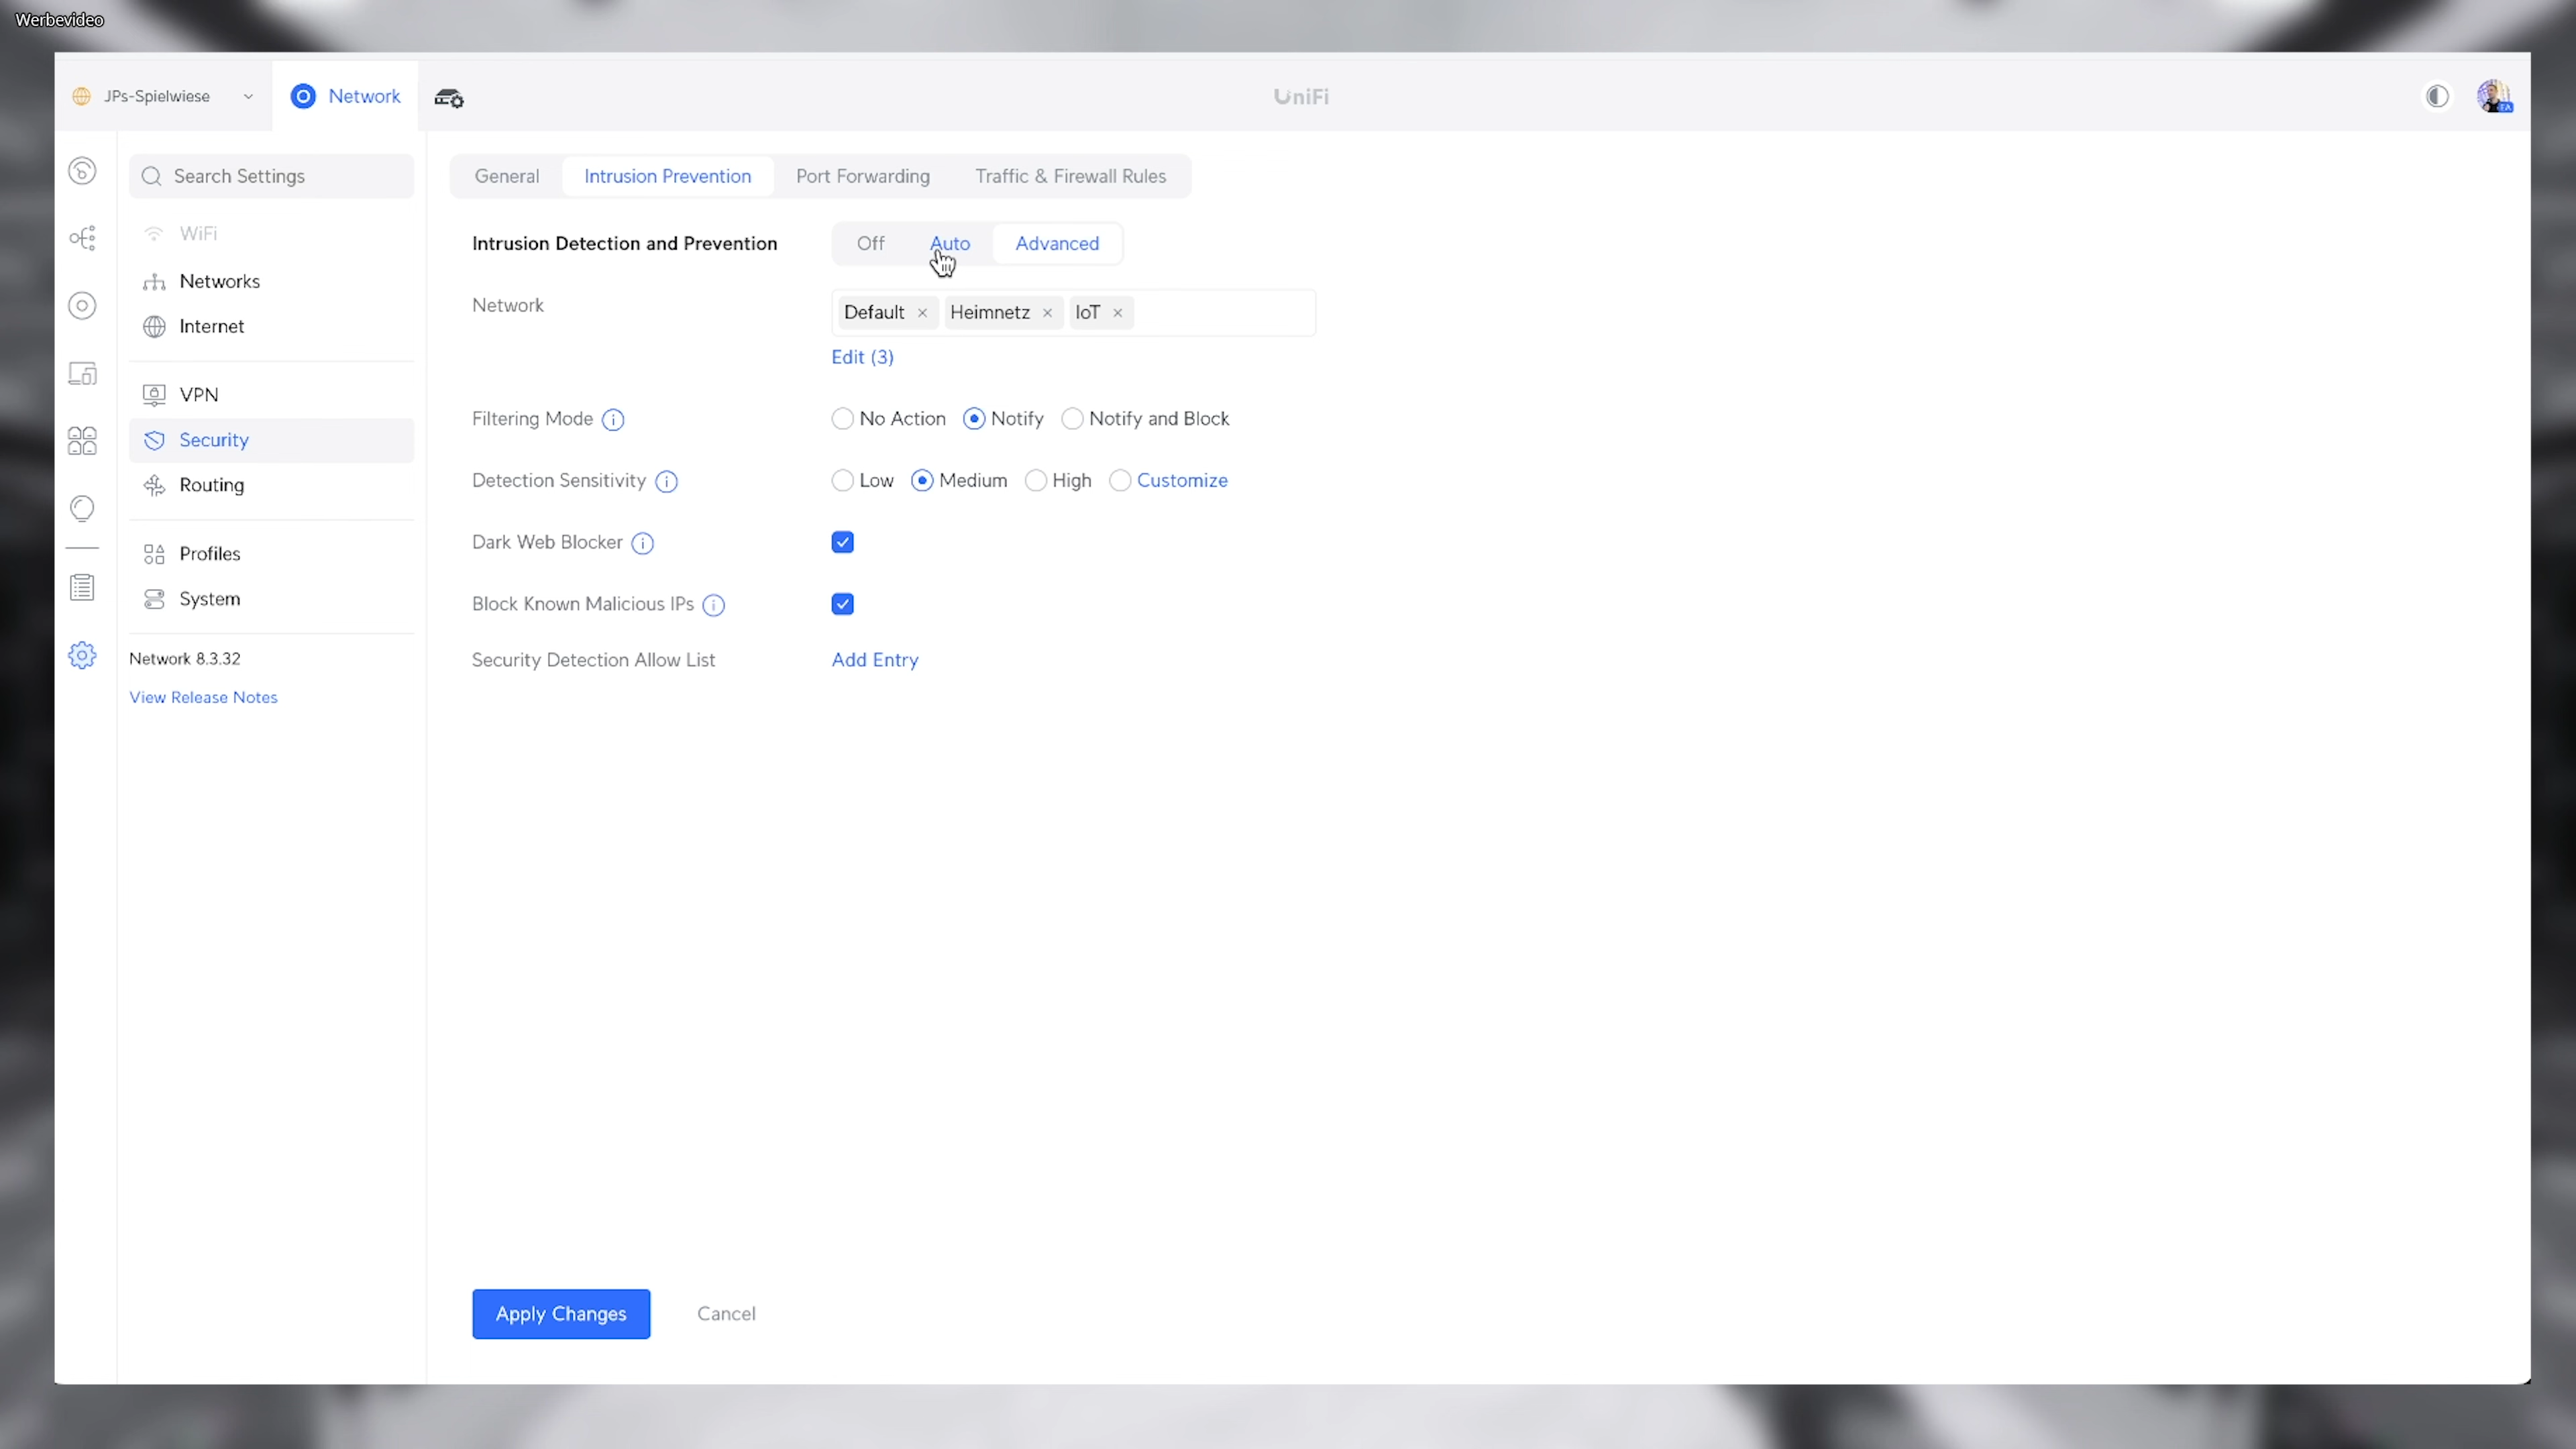 Werbevideo
JPs-Spielwiese
Network
UniFi
Search Settings
WiFi
Networks
Internet
VPN
Security
Routing
Profiles
System
Network 8.3.32
View Release Notes
General Intrusion Prevention Port Forwarding Traffic & Firewall Rules
Intrusion Detection and Prevention Off Auto Advanced
Network Default × Heimnetz × IoT ×
Edit (3)
Filtering Mode No Action Notify Notify and Block
Detection Sensitivity Low Medium High Customize
Dark Web Blocker
Block Known Malicious IPs
Security Detection Allow List Add Entry
Apply Changes Cancel